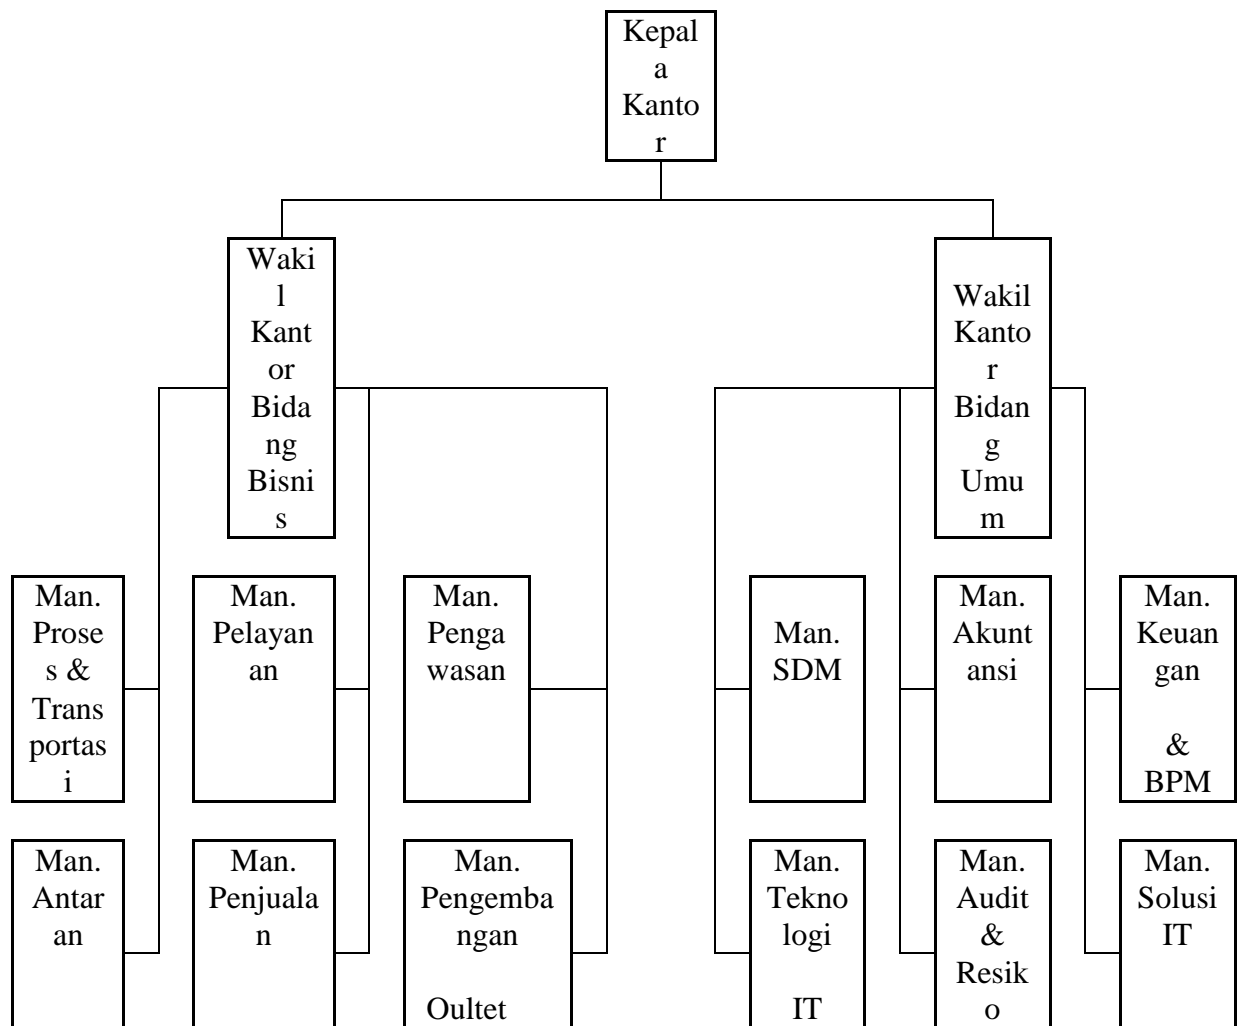 Kepal
a
Kanto
r
Waki
l
Kant
or
Bida
ng
Bisni
s
Wakil
Kanto
r
Bidan
g
Umu
m
Man.
Prose
s &
Trans
portas
i
Man.
Pelayan
an
Man.
Penga
wasan
Man.
SDM
Man.
Akunt
ansi
Man.
Keuan
gan
&
BPM
Man.
Antar
an
Man.
Penjuala
n
Man.
Pengemba
ngan
Oultet
Man.
Tekno
logi
IT
Man.
Audit
&
Resik
o
Man.
Solusi
IT